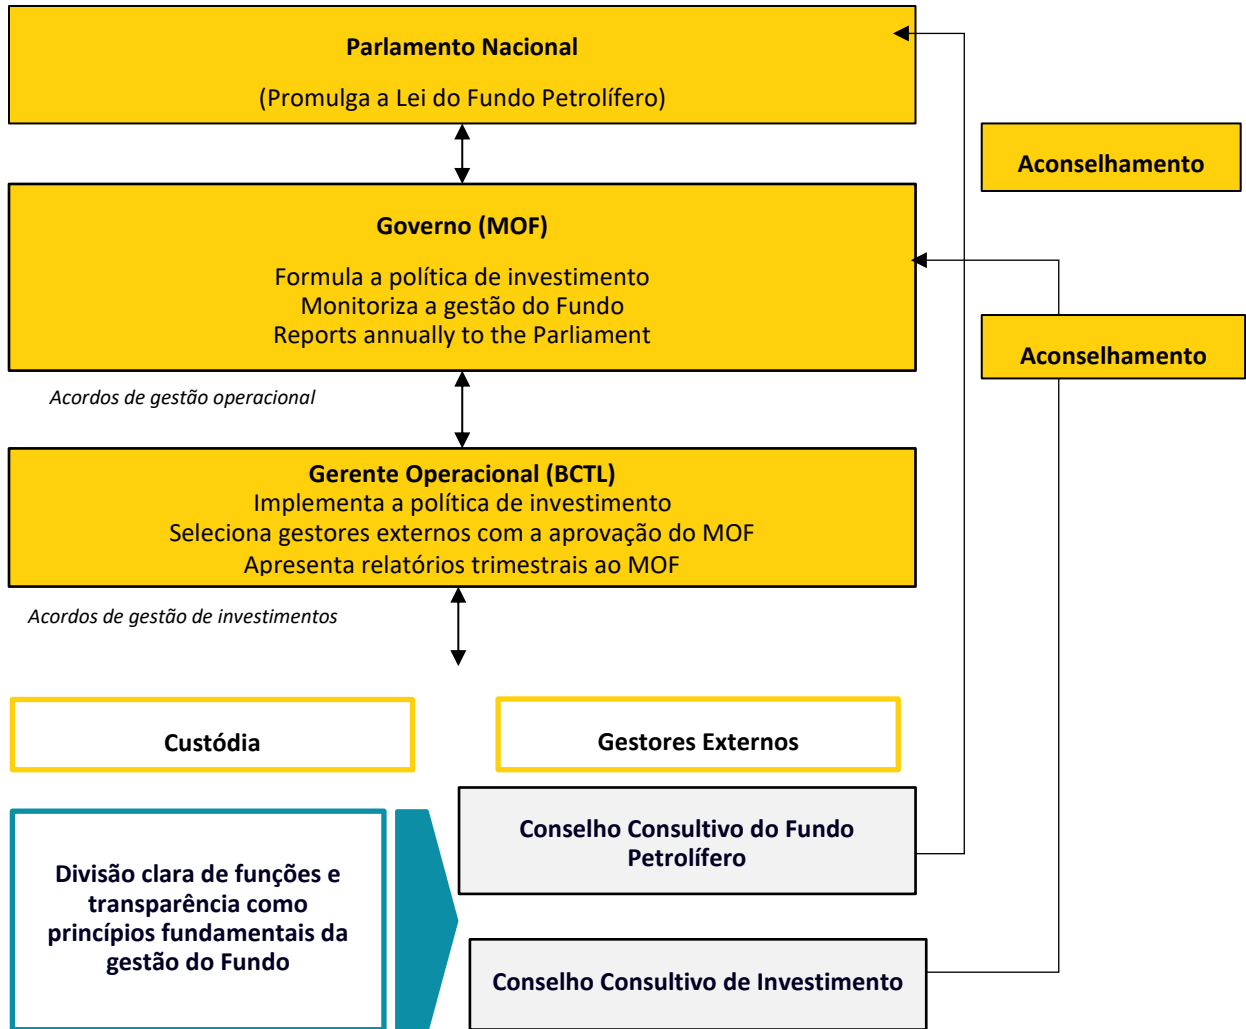 Parlamento Nacional
(Promulga a Lei do Fundo Petrolífero)
Aconselhamento
Governo (MOF)
Formula a política de investimento
Monitoriza a gestão do Fundo
Reports annually to the Parliament
Aconselhamento
Acordos de gestão operacional
Gerente Operacional (BCTL)
Implementa a política de investimento
Seleciona gestores externos com a aprovação do MOF
Apresenta relatórios trimestrais ao MOF
Acordos de gestão de investimentos
Custódia
Gestores Externos
Divisão clara de funções e
transparência como
princípios fundamentais da
gestão do Fundo
Conselho Consultivo do Fundo
Petrolífero
Conselho Consultivo de Investimento